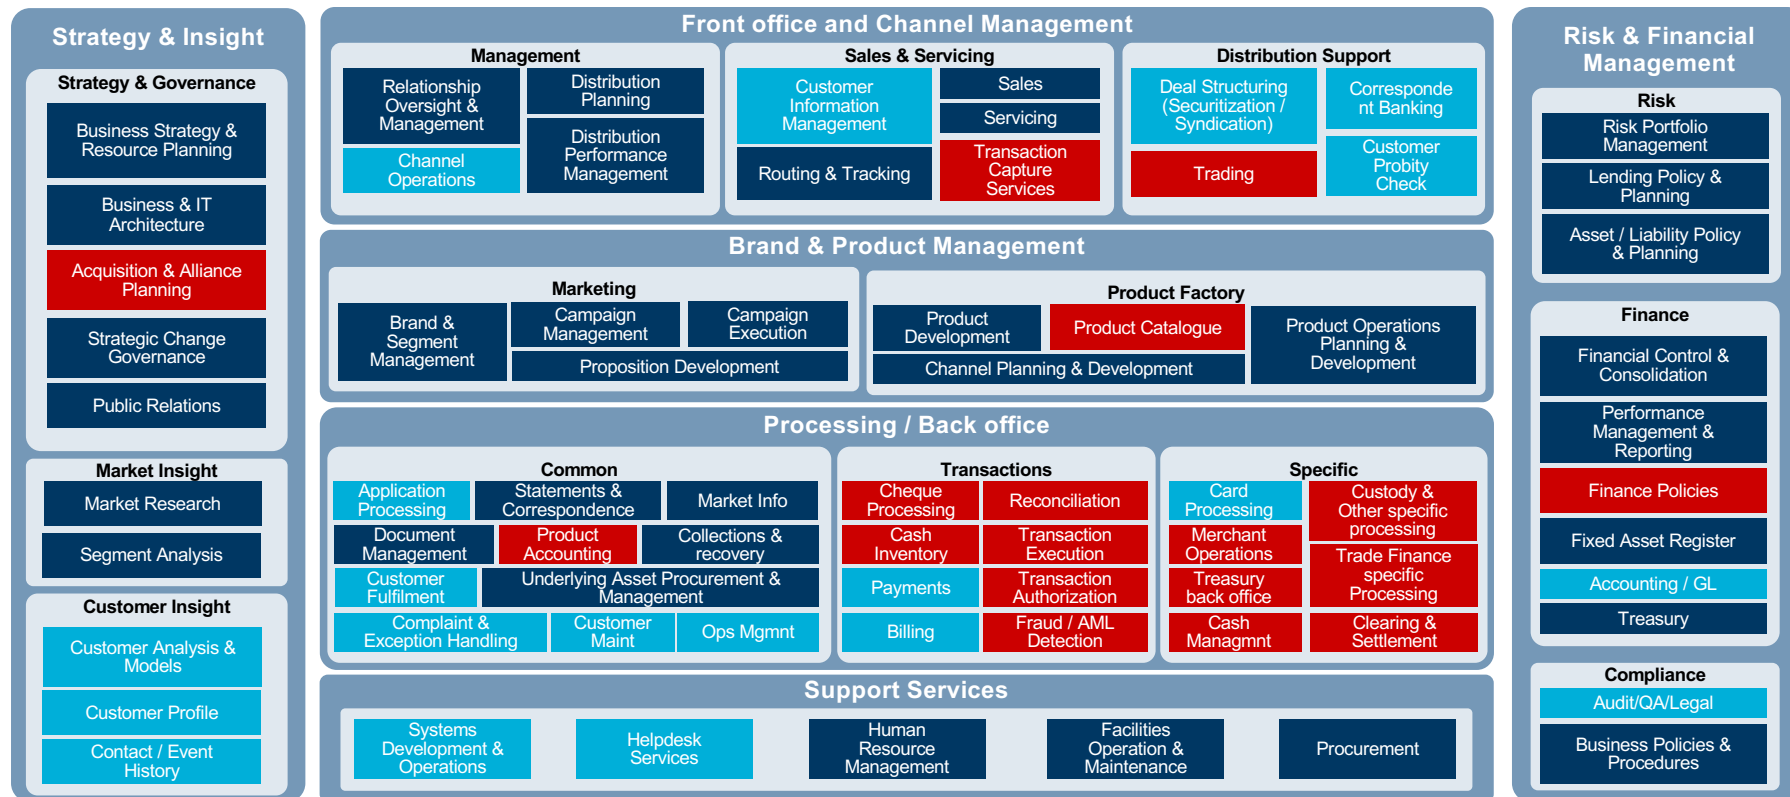 Strategy & Insight
Strategy & Governance
Business Strategy &
Resource Planning
Business & IT
Architecture
Acquisition & Alliance
Planning
Strategic Change
Governance
Public Relations
Market Insight
Market Research
Segment Analysis
Customer Insight
Customer Analysis &
Models
Customer Profile
Contact / Event
History
Front office and Channel Management
Management
Relationship
Oversight &
Management
Distribution
Planning
Channel
Operations
Distribution
Performance
Management
Sales & Servicing
Customer
Information
Management
Sales
Servicing
Routing & Tracking
Transaction
Capture
Services
Distribution Support
Deal Structuring
(Securitization /
Syndication)
Corresponde
nt Banking
Trading
Customer
Probity
Check
Brand & Product Management
Marketing
Brand &
Segment
Management
Campaign
Management
Campaign
Execution
Proposition Development
Product Factory
Product
Development
Product Catalogue
Channel Planning & Development
Product Operations
Planning &
Development
Processing / Back office
Common
Application
Processing
Statements &
Correspondence
Market Info
Document
Management
Product
Accounting
Collections &
recovery
Customer
Fulfilment
Underlying Asset Procurement &
Management
Complaint &
Exception Handling
Customer
Maint
Ops Mgmnt
Transactions
Cheque
Processing
Reconciliation
Cash
Inventory
Transaction
Execution
Payments
Transaction
Authorization
Billing
Fraud / AML
Detection
Specific
Card
Processing
Custody &
Other specific
processing
Merchant
Operations
Trade Finance
specific
Processing
Treasury
back office
Cash
Managmnt
Clearing &
Settlement
Support Services
Systems
Development &
Operations
Helpdesk
Services
Human
Resource
Management
Facilities
Operation &
Maintenance
Procurement
Risk & Financial
Management
Risk
Risk Portfolio
Management
Lending Policy &
Planning
Asset / Liability Policy
& Planning
Finance
Financial Control &
Consolidation
Performance
Management &
Reporting
Finance Policies
Fixed Asset Register
Accounting / GL
Treasury
Compliance
Audit/QA/Legal
Business Policies &
Procedures